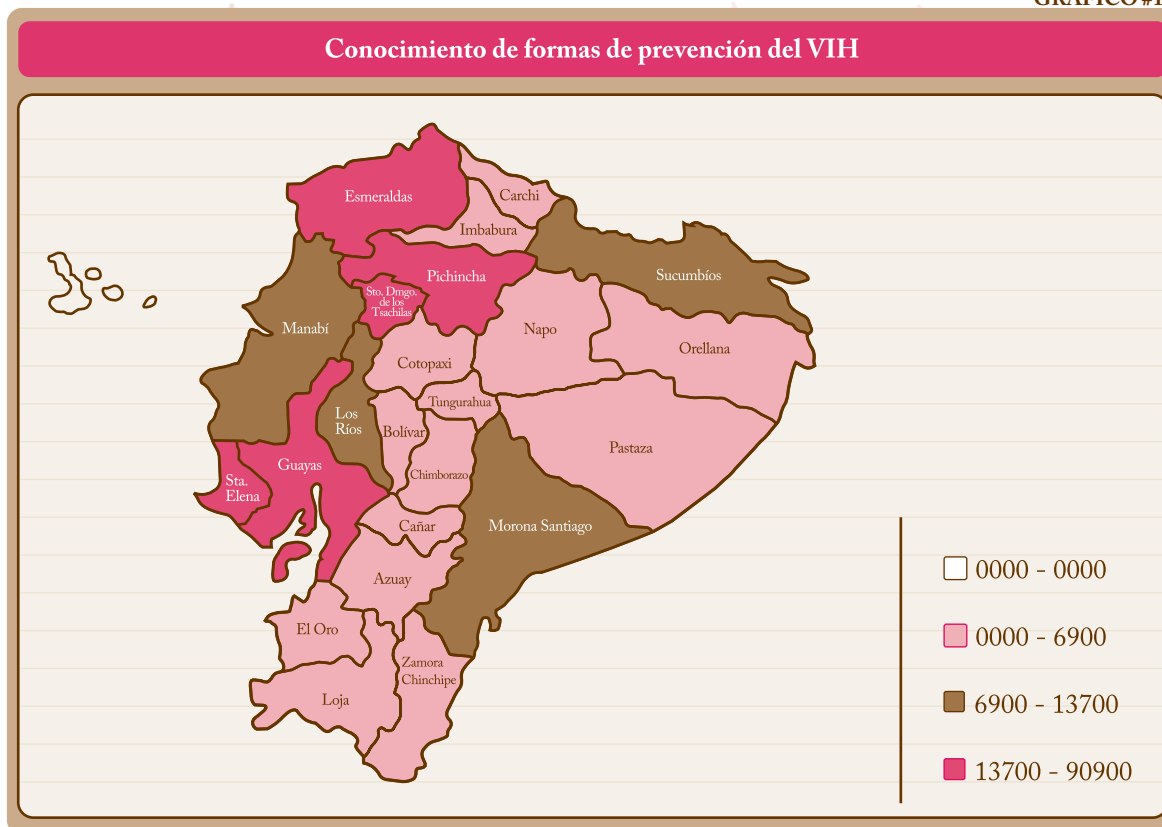 GRÁFICO #1
Conocimiento de formas de prevención del VIH
Esmeraldas
Carchi
Imbabura
Pichincha
Sucumbíos
Sto. Dmgo.
de los
Tsachilas
Manabí
Napo
Orellana
Cotopaxi
Tungurahua
Los
Ríos
Bolívar
Pastaza
Guayas
Chimborazo
Sta.
Elena
Cañar
Morona Santiago
Azuay
El Oro
Zamora
Chinchipe
Loja
0000 - 0000
0000 - 6900
6900 - 13700
13700 - 90900